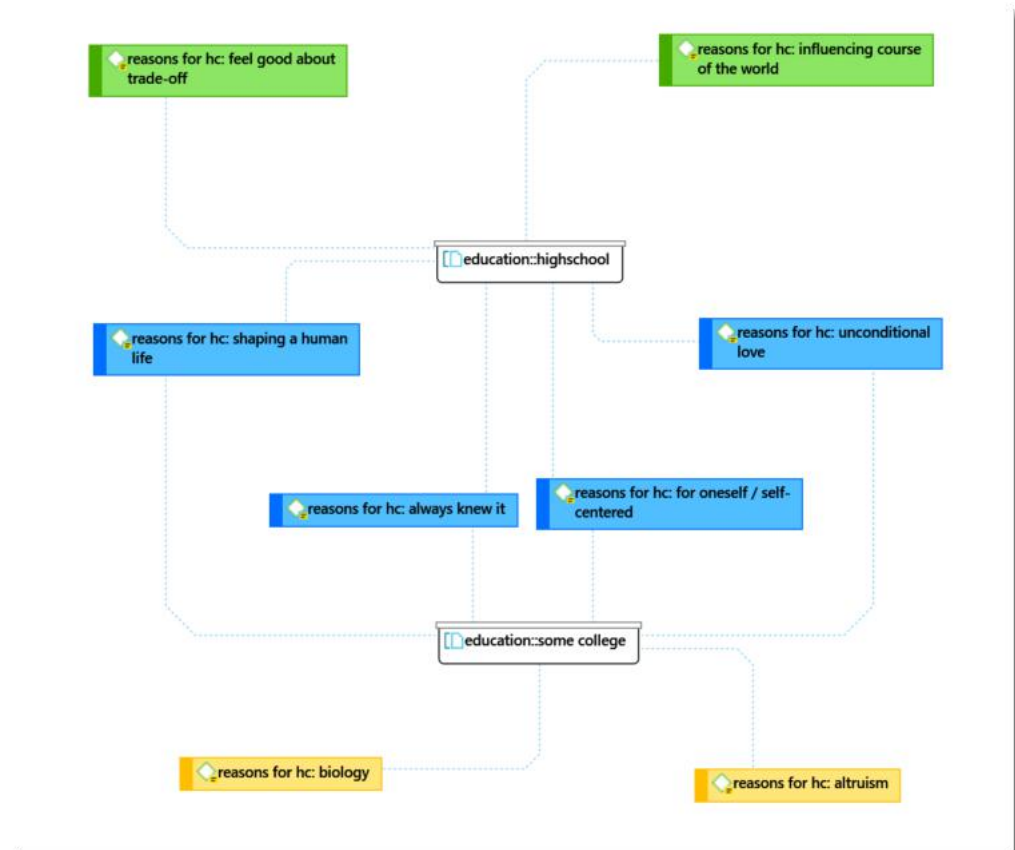 reasons for hc: feel good about
trade-off
reasons for hc: influencing course
of the world
education::highschool
reasons for hc: shaping a human
life
reasons for hc: unconditional
love
reasons for hc: always knew it
reasons for hc: for oneself / self-
centered
education::some college
reasons for hc: biology
reasons for hc: altruism